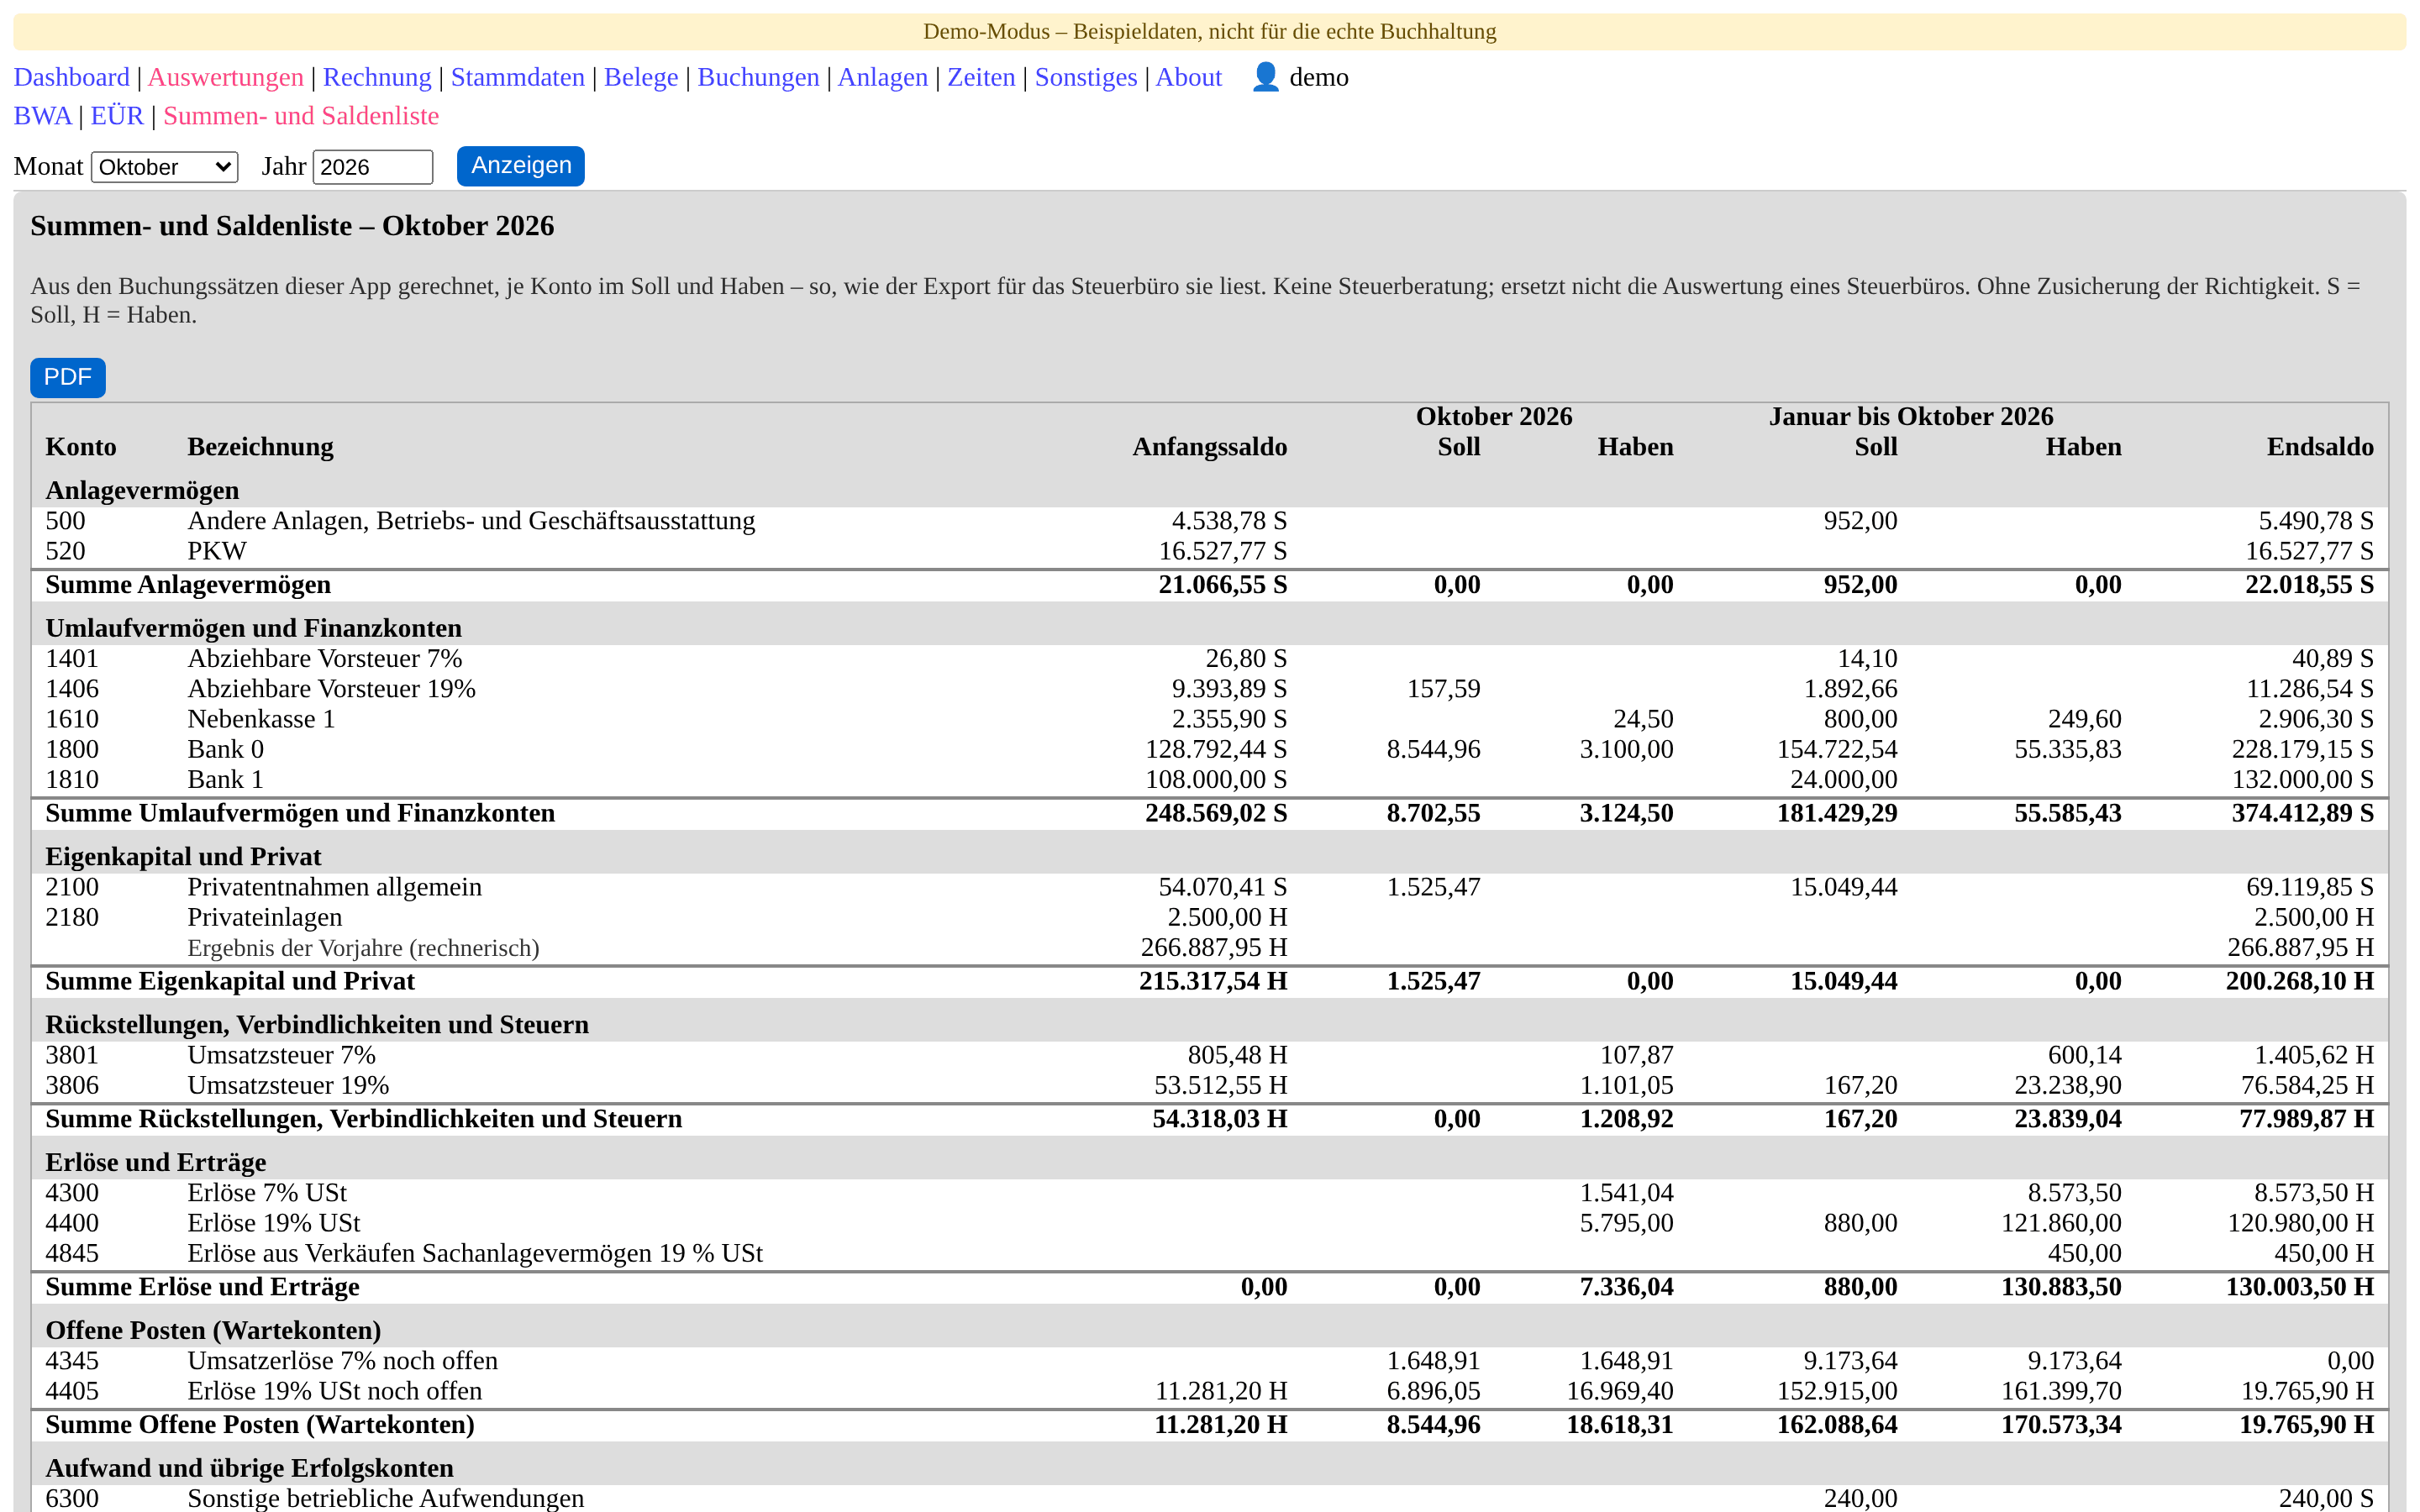 Demo-Modus – Beispieldaten, nicht für die echte Buchhaltung
Dashboard | Auswertungen | Rechnung | Stammdaten | Belege | Buchungen | Anlagen | Zeiten | Sonstiges | About 👤 demo
BWA | EÜR | Summen- und Saldenliste
Monat Oktober Jahr 2026 Anzeigen
Summen- und Saldenliste – Oktober 2026
Aus den Buchungssätzen dieser App gerechnet, je Konto im Soll und Haben – so, wie der Export für das Steuerbüro sie liest. Keine Steuerberatung; ersetzt nicht die Auswertung eines Steuerbüros. Ohne Zusicherung der Richtigkeit. S =
Soll, H = Haben.
PDF
Oktober 2026 Januar bis Oktober 2026
Konto Bezeichnung Anfangssaldo Soll Haben Soll Haben Endsaldo
Anlagevermögen
500 Andere Anlagen, Betriebs- und Geschäftsausstattung 4.538,78 S 952,00 5.490,78 S
520 PKW 16.527,77 S 16.527,77 S
Summe Anlagevermögen 21.066,55 S 0,00 0,00 952,00 0,00 22.018,55 S
Umlaufvermögen und Finanzkonten
1401 Abziehbare Vorsteuer 7% 26,80 S 14,10 40,89 S
1406 Abziehbare Vorsteuer 19% 9.393,89 S 157,59 1.892,66 11.286,54 S
1610 Nebenkasse 1 2.355,90 S 24,50 800,00 249,60 2.906,30 S
1800 Bank 0 128.792,44 S 8.544,96 3.100,00 154.722,54 55.335,83 228.179,15 S
1810 Bank 1 108.000,00 S 24.000,00 132.000,00 S
Summe Umlaufvermögen und Finanzkonten 248.569,02 S 8.702,55 3.124,50 181.429,29 55.585,43 374.412,89 S
Eigenkapital und Privat
2100 Privatentnahmen allgemein 54.070,41 S 1.525,47 15.049,44 69.119,85 S
2180 Privateinlagen 2.500,00 H 2.500,00 H
Ergebnis der Vorjahre (rechnerisch) 266.887,95 H 266.887,95 H
Summe Eigenkapital und Privat 215.317,54 H 1.525,47 0,00 15.049,44 0,00 200.268,10 H
Rückstellungen, Verbindlichkeiten und Steuern
3801 Umsatzsteuer 7% 805,48 H 107,87 600,14 1.405,62 H
3806 Umsatzsteuer 19% 53.512,55 H 1.101,05 167,20 23.238,90 76.584,25 H
Summe Rückstellungen, Verbindlichkeiten und Steuern 54.318,03 H 0,00 1.208,92 167,20 23.839,04 77.989,87 H
Erlöse und Erträge
4300 Erlöse 7% USt 1.541,04 8.573,50 8.573,50 H
4400 Erlöse 19% USt 5.795,00 880,00 121.860,00 120.980,00 H
4845 Erlöse aus Verkäufen Sachanlagevermögen 19 % USt 450,00 450,00 H
Summe Erlöse und Erträge 0,00 0,00 7.336,04 880,00 130.883,50 130.003,50 H
Offene Posten (Wartekonten)
4345 Umsatzerlöse 7% noch offen 1.648,91 1.648,91 9.173,64 9.173,64 0,00
4405 Erlöse 19% USt noch offen 11.281,20 H 6.896,05 16.969,40 152.915,00 161.399,70 19.765,90 H
Summe Offene Posten (Wartekonten) 11.281,20 H 8.544,96 18.618,31 162.088,64 170.573,34 19.765,90 H
Aufwand und übrige Erfolgskonten
6300 Sonstige betriebliche Aufwendungen 240,00 240,00 S